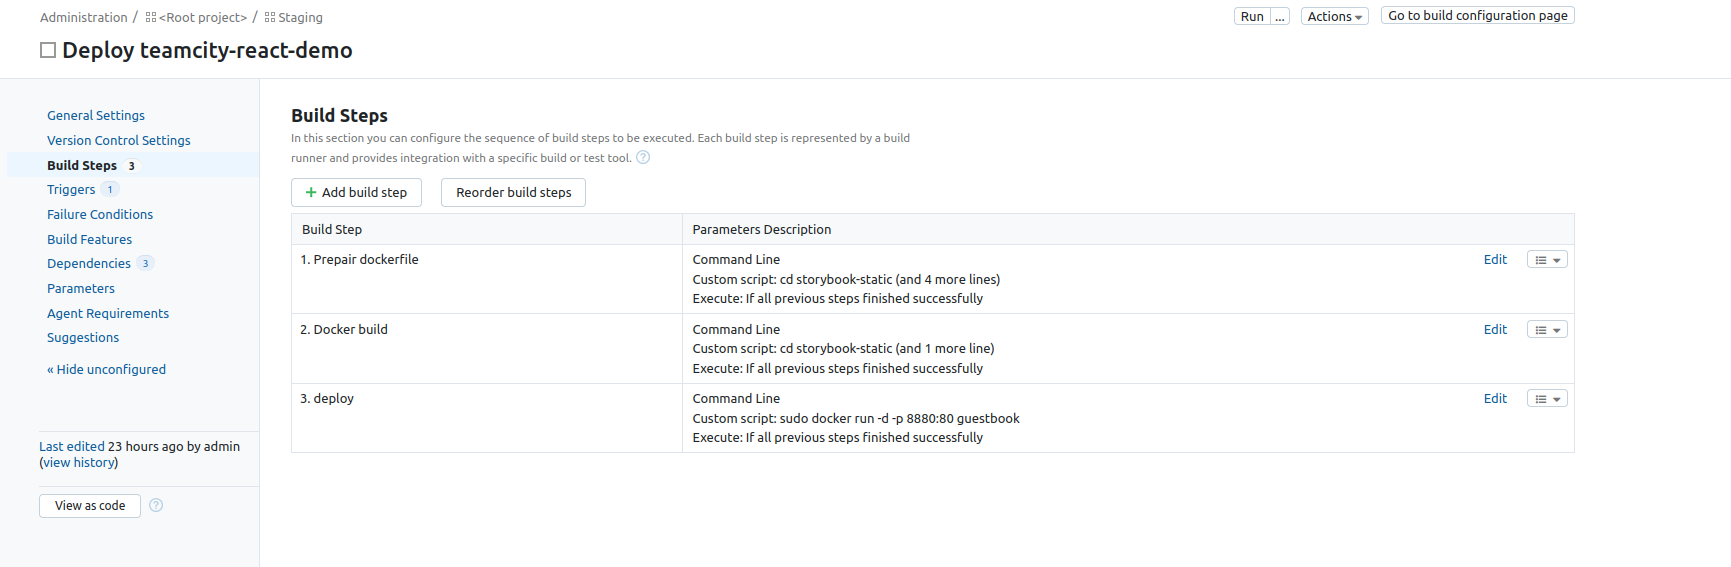 Administration / <Root project> / Staging
Run ... Actions Go to build configuration page
Deploy teamcity-react-demo
General Settings
Version Control Settings
Build Steps 3
Triggers 1
Failure Conditions
Build Features
Dependencies 3
Parameters
Agent Requirements
Suggestions
« Hide unconfigured
Last edited 23 hours ago by admin
(view history)
View as code ?
Build Steps
In this section you can configure the sequence of build steps to be executed. Each build step is represented by a build
runner and provides integration with a specific build or test tool. ?
+ Add build step Reorder build steps
Build Step Parameters Description
1. Prepair dockerfile Command Line Edit
Custom script: cd storybook-static (and 4 more lines)
Execute: If all previous steps finished successfully
2. Docker build Command Line Edit
Custom script: cd storybook-static (and 1 more line)
Execute: If all previous steps finished successfully
3. deploy Command Line Edit
Custom script: sudo docker run -d -p 8880:80 guestbook
Execute: If all previous steps finished successfully